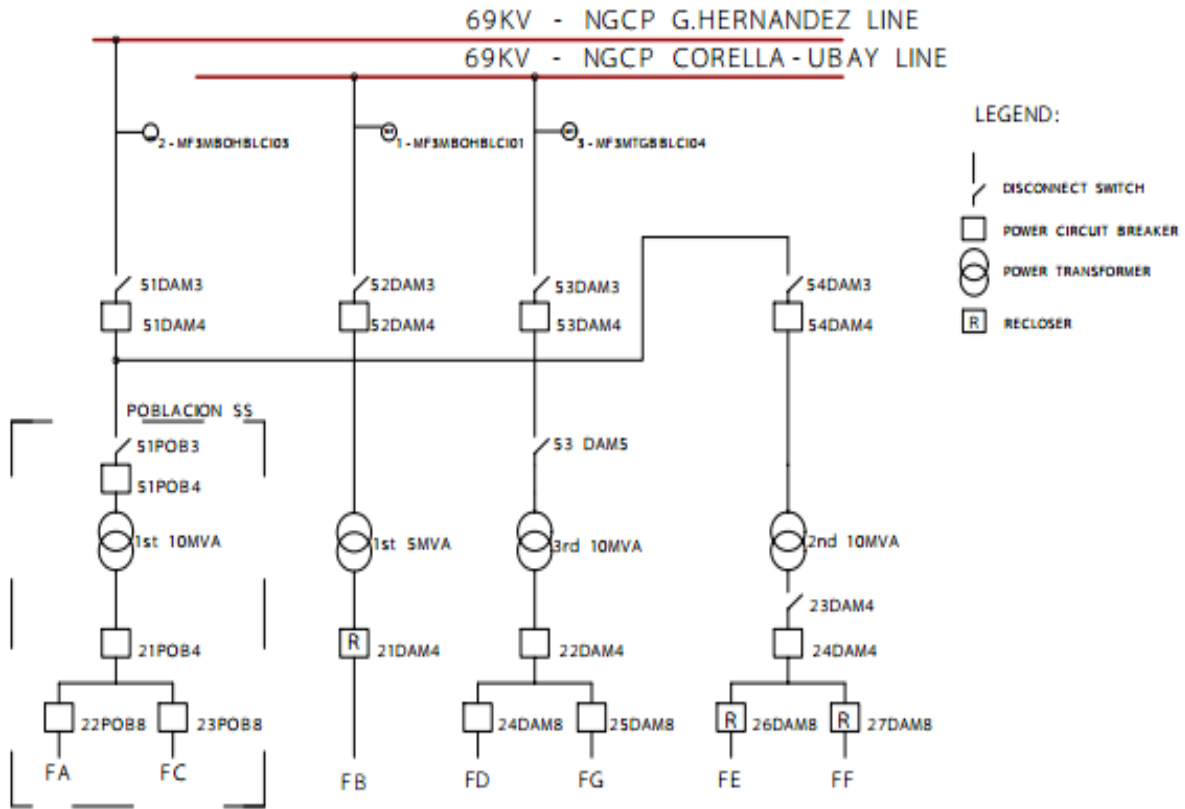 69KV - NGCP G.HERNANDEZ LINE
69KV - NGCP CORELLA-UBAY LINE
2 - MF3MBOHBLCI03
1 - MF3MBOHBLCI01
3 - MF3MTGBBLCI04
LEGEND:
DISCONNECT SWITCH
POWER CIRCUIT BREAKER
POWER TRANSFORMER
R RECLOSER
51DAM3
52DAM3
53DAM3
54DAM3
51DAM4
52DAM4
53DAM4
54DAM4
POBLACION SS
51POB3
53 DAM5
51POB4
1st 10MVA
1st 5MVA
3rd 10MVA
2nd 10MVA
23DAM4
21POB4
R 21DAM4
22DAM4
24DAM4
22POB8
23POB8
24DAM8
25DAM8
R 26DAM8
R 27DAM8
FA
FC
FB
FD
FG
FE
FF